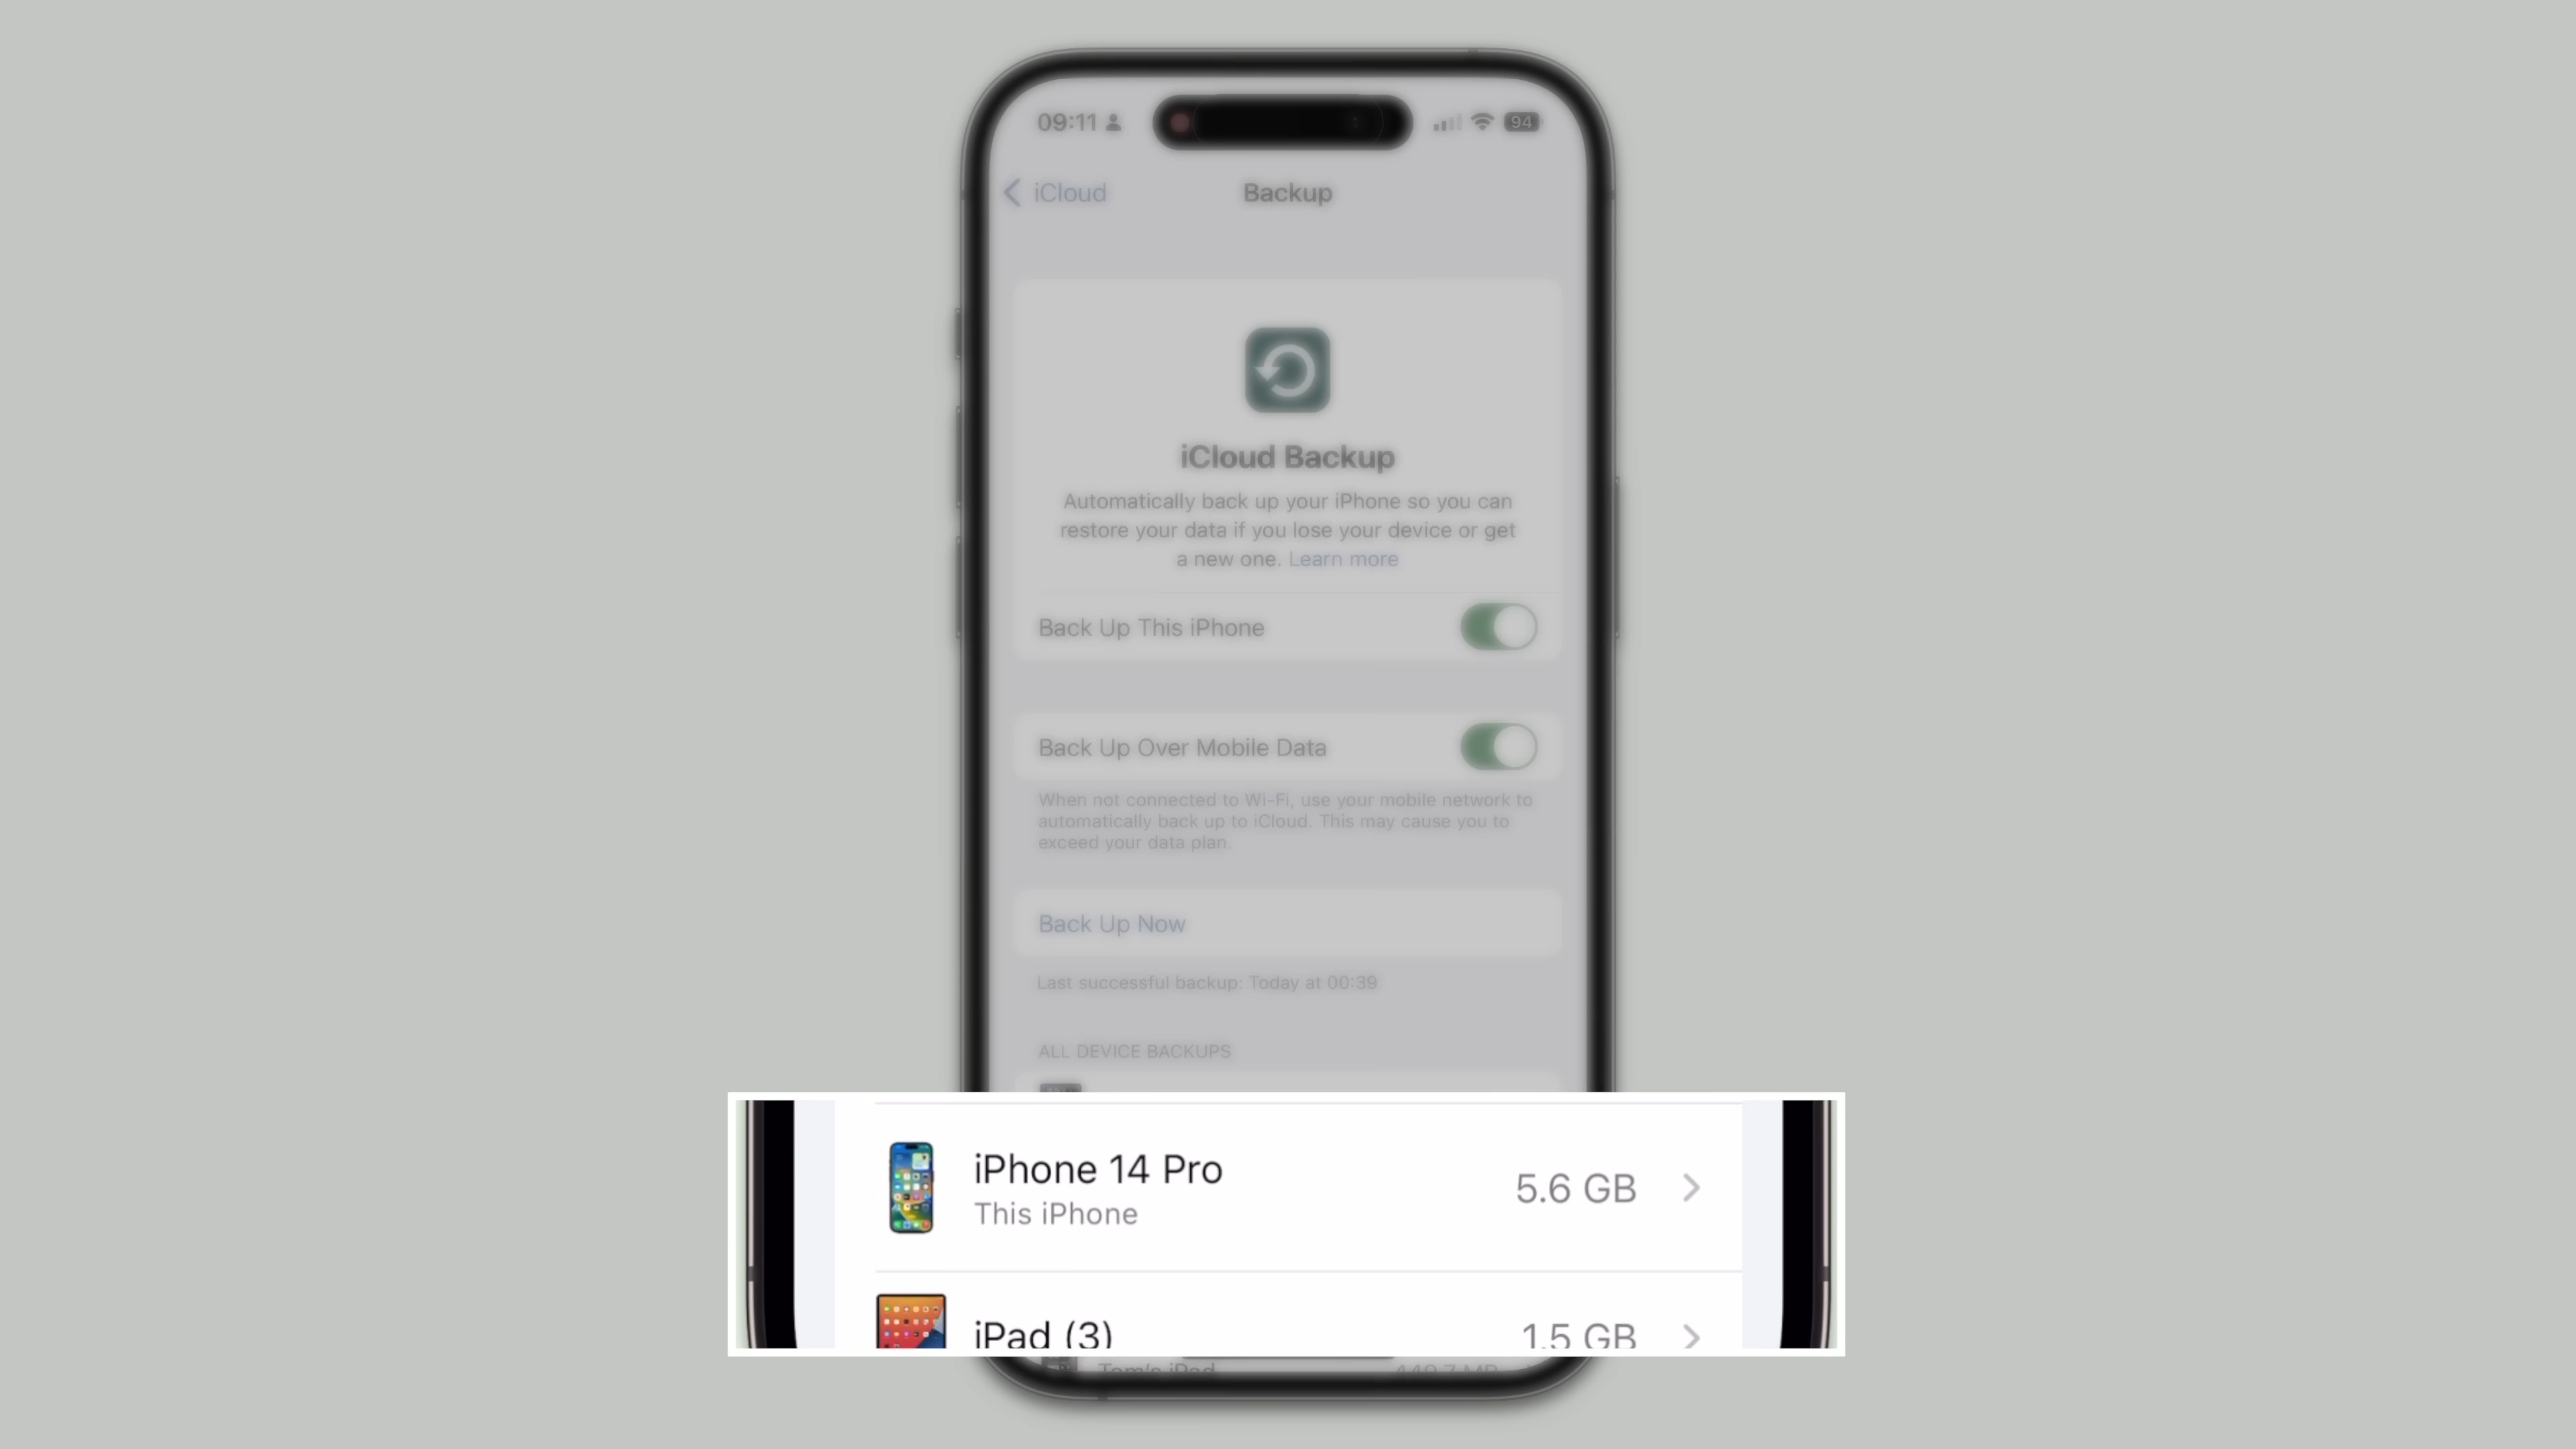 09:11
94
iCloud
Backup
iCloud Backup
Automatically back up your iPhone so you can
restore your data if you lose your device or get
a new one. Learn more
Back Up This iPhone
Back Up Over Mobile Data
When not connected to Wi-Fi, use your mobile network to
automatically back up to iCloud. This may cause you to
exceed your data plan.
Back Up Now
Last successful backup: Today at 00:39
ALL DEVICE BACKUPS
iPhone 14 Pro
This iPhone
5.6 GB
iPad (3)
1.5 GB
Tom's iPad